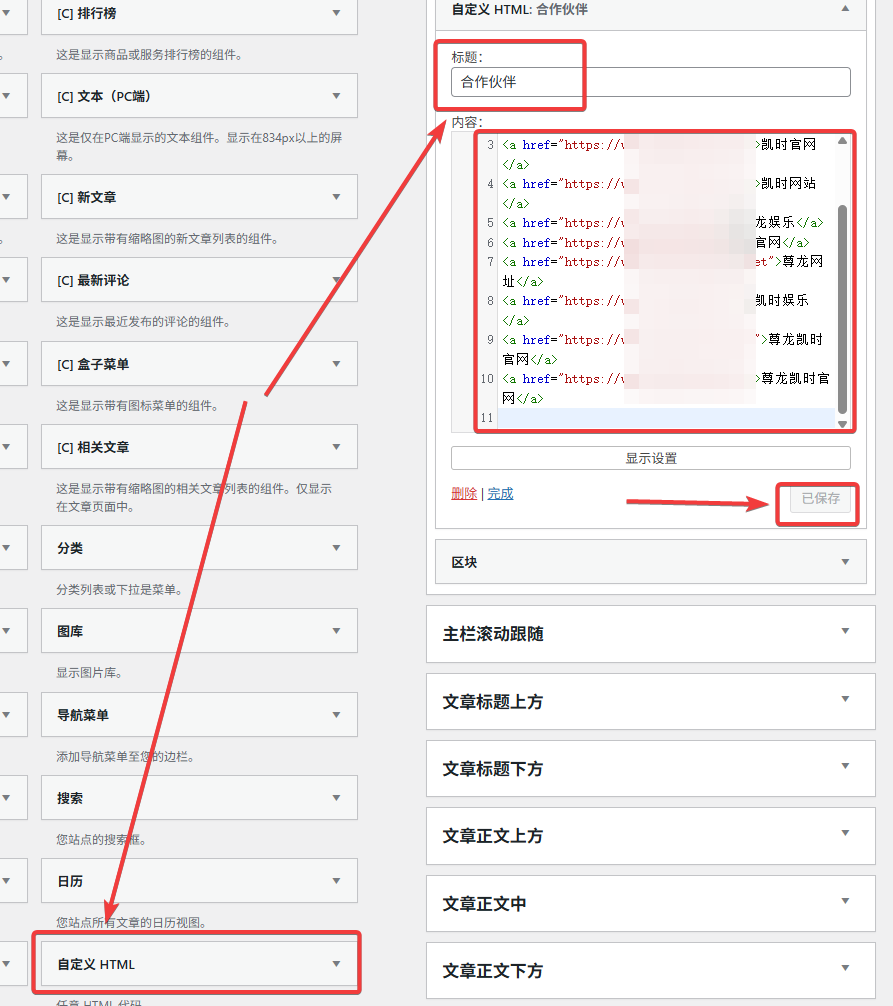 [C] 排行榜
这是显示商品或服务排行榜的组件。
[C] 文本（PC端）
这是仅在PC端显示的文本组件。显示在834px以上的屏
幕。
[C] 新文章
这是显示带有缩略图的新文章列表的组件。
[C] 最新评论
这是显示最近发布的评论的组件。
[C] 盒子菜单
这是显示带有图标菜单的组件。
[C] 相关文章
这是显示带有缩略图的相关文章列表的组件。仅显示
在文章页面中。
分类
分类列表或下拉是菜单。
图库
显示图片库。
导航菜单
添加导航菜单至您的边栏。
搜索
您站点的搜索框。
日历
您站点所有文章的日历视图。
自定义 HTML
任意 HTML 代码
自定义 HTML: 合作伙伴
标题：
合作伙伴
内容：
3 <a href="https://w >凯时官网
</a>
4 <a href="https://w >凯时网站
</a>
5 <a href="https://w 龙娱乐</a>
6 <a href="https://w 官网</a>
7 <a href="https://w et">尊龙网
址</a>
8 <a href="https://w 凯时娱乐
</a>
9 <a href="https://w ">尊龙凯时
官网</a>
10 <a href="https://w >尊龙凯时官
网</a>
11
显示设置
删除 | 完成
已保存
区块
主栏滚动跟随
文章标题上方
文章标题下方
文章正文上方
文章正文中
文章正文下方